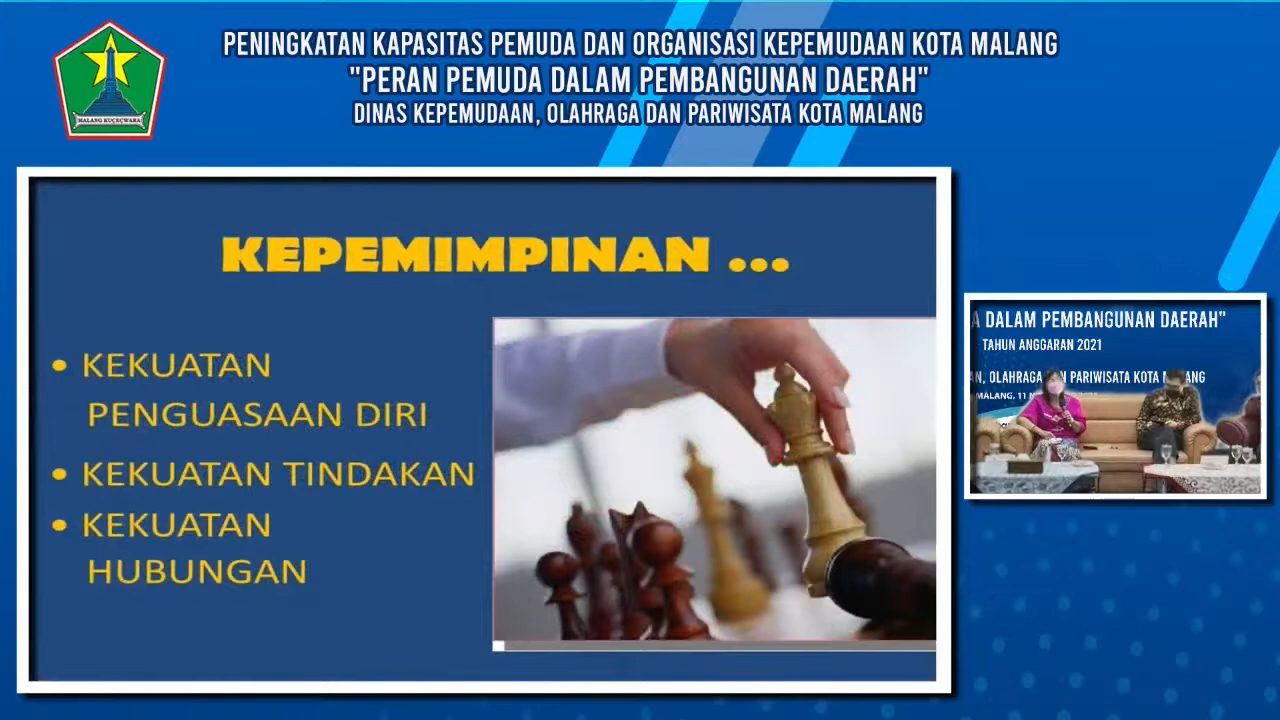 PENINGKATAN KAPASITAS PEMUDA DAN ORGANISASI KEPEMUDAAN KOTA MALANG
"PERAN PEMUDA DALAM PEMBANGUNAN DAERAH"
DINAS KEPEMUDAAN, OLAHRAGA DAN PARIWISATA KOTA MALANG
MALANG KUÇEÇWARA
KEPEMIMPINAN ...
• KEKUATAN
PENGUASAAN DIRI
• KEKUATAN TINDAKAN
• KEKUATAN
HUBUNGAN
A DALAM PEMBANGUNAN DAERAH"
TAHUN ANGGARAN 2021
AN, OLAHRAGA PARIWISATA KOTA
MALANG, 11